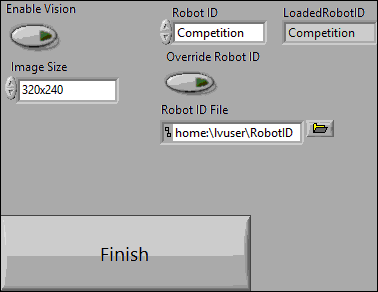 Enable Vision
Robot ID
LoadedRobotID
Competition
Competition
Image Size
Override Robot ID
320x240
Robot ID File
home:\lvuser\RobotID
Finish